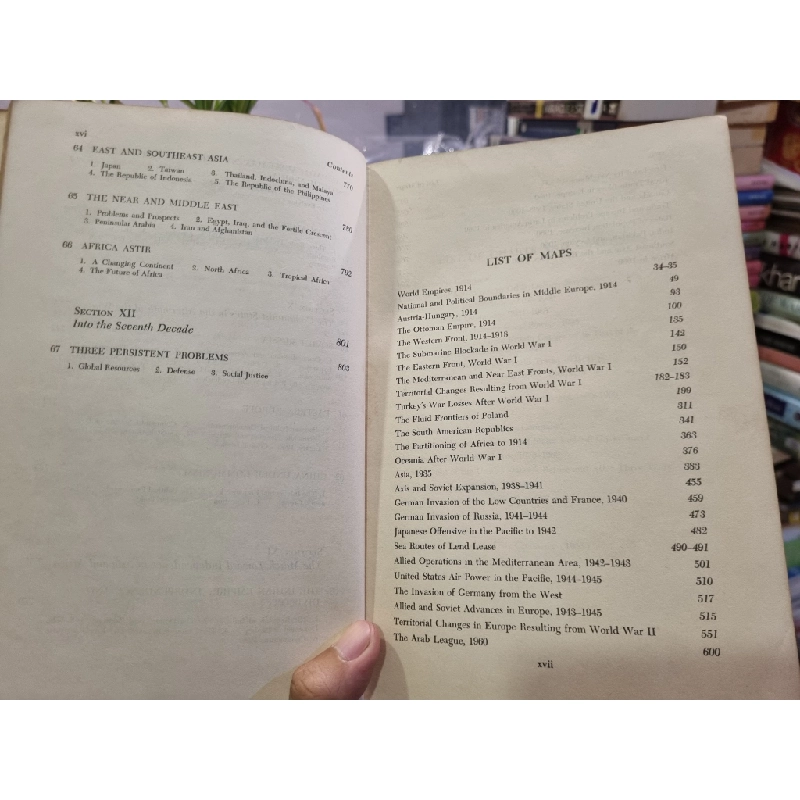 xvi
Contents
64 EAST AND SOUTHEAST ASIA 770
1. Japan 2. Taiwan 3. Thailand, Indochina, and Malaya
4. The Republic of Indonesia 5. The Republic of the Philippines
65 THE NEAR AND MIDDLE EAST 786
1. Problems and Prospects 2. Egypt, Iraq, and the Fertile Crescent
3. Peninsular Arabia 4. Iran and Afghanistan
66 AFRICA ASTIR 792
1. A Changing Continent 2. North Africa 3. Tropical Africa
4. The Future of Africa
SECTION XII
Into the Seventh Decade 801
67 THREE PERSISTENT PROBLEMS 803
1. Global Resources 2. Defense 3. Social Justice
LIST OF MAPS
World Empires, 1914 34-35
National and Political Boundaries in Middle Europe, 1914 49
Austria-Hungary, 1914 93
The Ottoman Empire, 1914 100
The Western Front, 1914-1918 135
The Submarine Blockade in World War I 142
The Eastern Front, World War I 150
The Mediterranean and Near East Fronts, World War I 152
Territorial Changes Resulting from World War I 182-183
Turkey's War Losses After World War I 199
The Fluid Frontiers of Poland 311
The South American Republics 341
The Partitioning of Africa to 1914 363
Oceania After World War I 376
Asia, 1935 383
Axis and Soviet Expansion, 1938-1941 455
German Invasion of the Low Countries and France, 1940 459
German Invasion of Russia, 1941-1944 473
Japanese Offensive in the Pacific to 1942 482
Sea Routes of Lend Lease 490-491
Allied Operations in the Mediterranean Area, 1942-1943 501
United States Air Power in the Pacific, 1944-1945 510
The Invasion of Germany from the West 517
Allied and Soviet Advances in Europe, 1943-1945 515
Territorial Changes in Europe Resulting from World War II 551
The Arab League, 1960 600
xvii